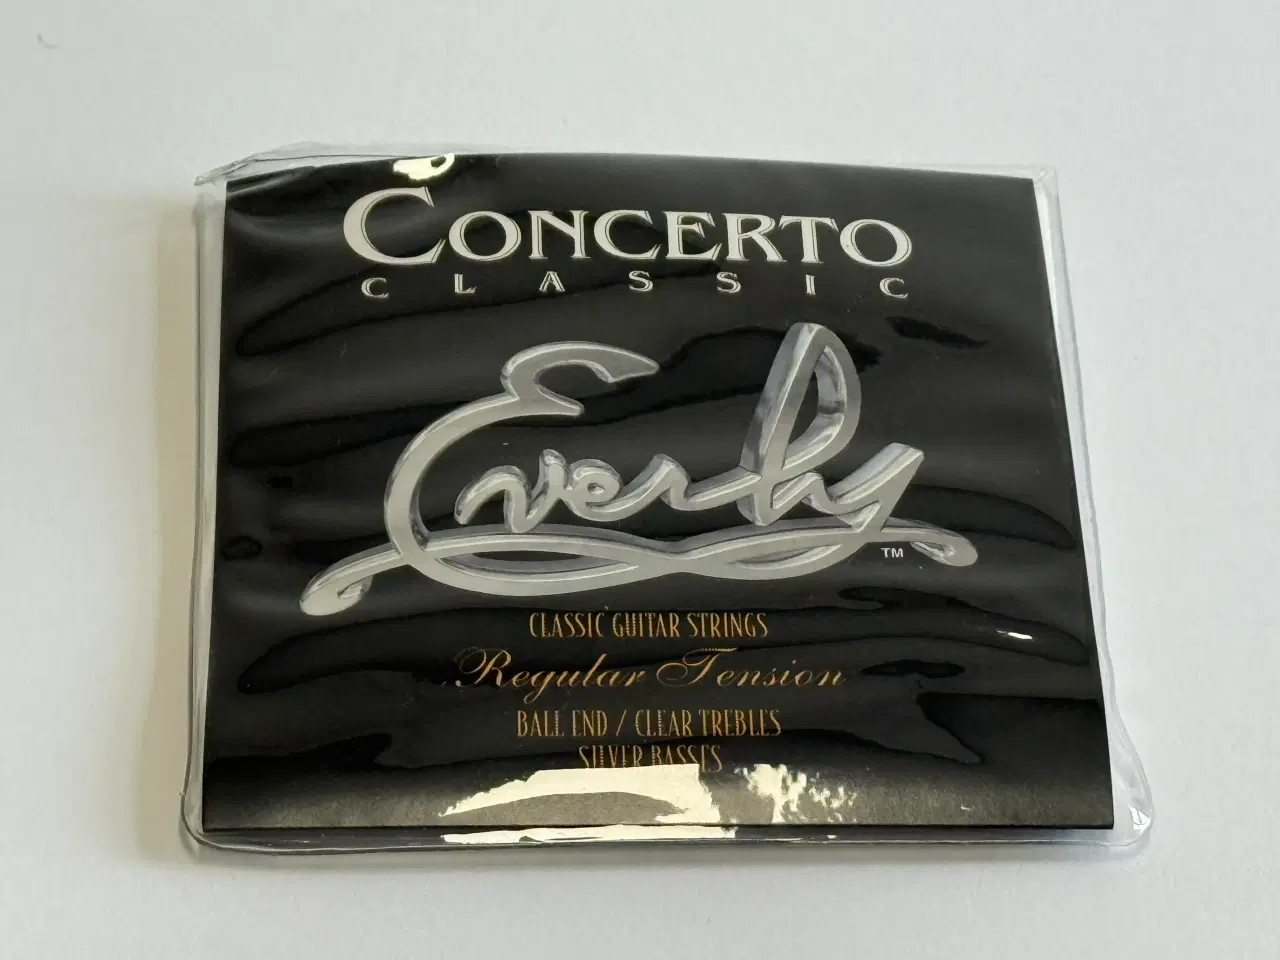 CONCERTO
CLASSIC
Everly
TM
CLASSIC GUITAR STRINGS
Regular Tension
BALL END / CLEAR TREBLES
SILVER BASSES